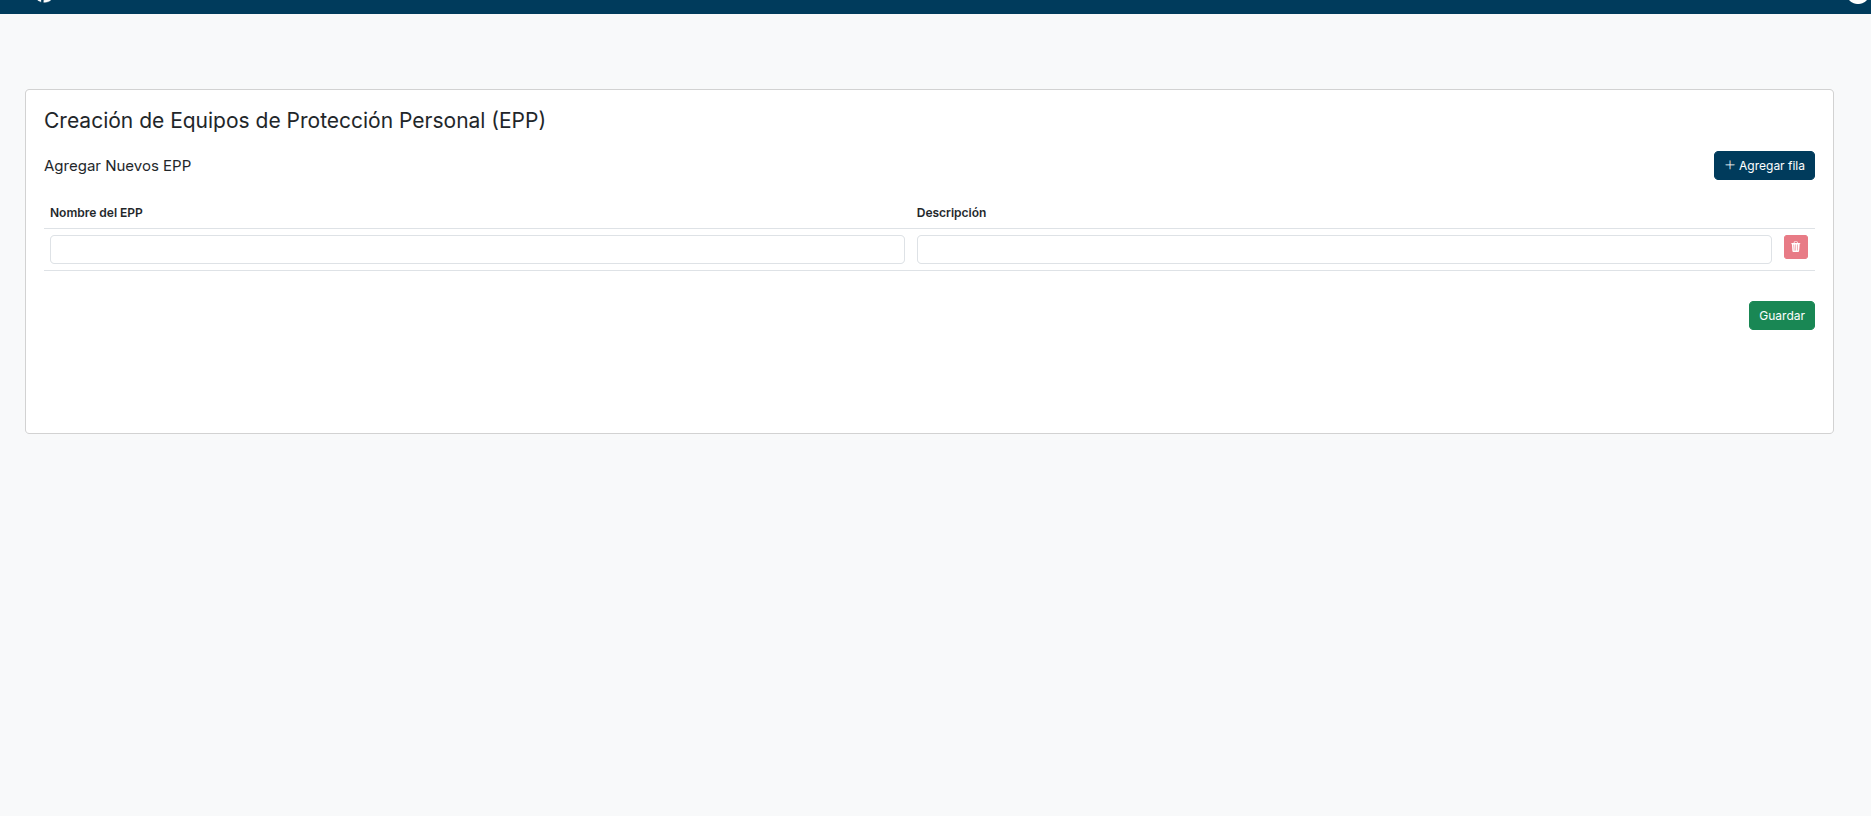 Creación de Equipos de Protección Personal (EPP)
Agregar Nuevos EPP
+ Agregar fila
Nombre del EPP
Descripción
Guardar